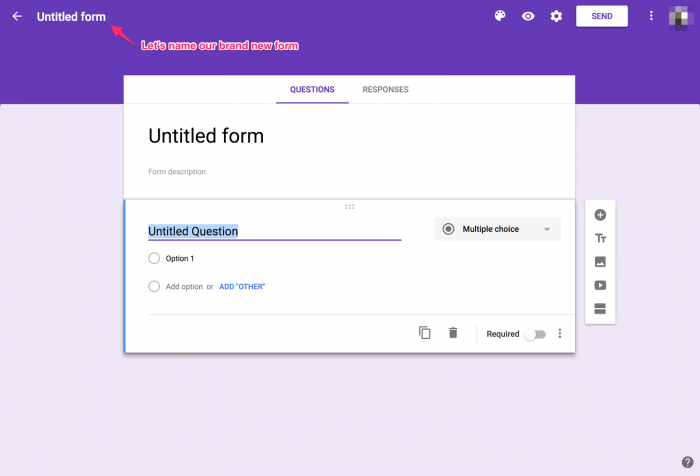 Untitled form
SEND
Let's name our brand new form
QUESTIONS RESPONSES
Untitled form
Form description
Untitled Question
Multiple choice
Option 1
Add option or ADD "OTHER"
Required